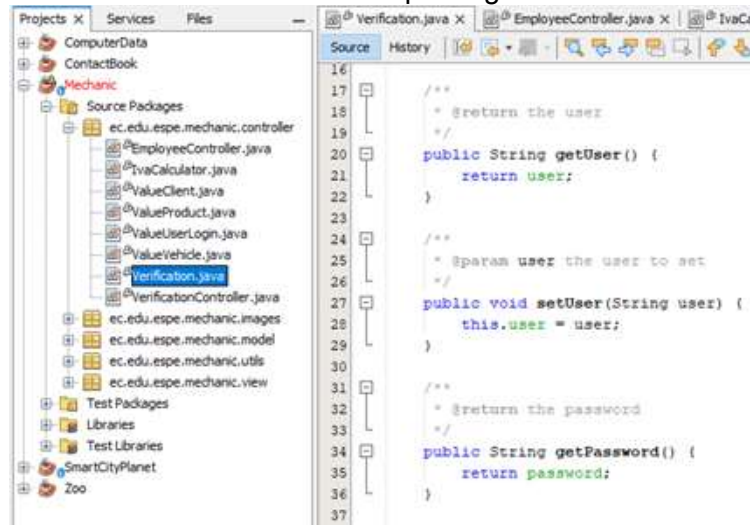 Projects X Services Files
ComputerData
ContactBook
Mechanic
Source Packages
ec.edu.espe.mechanic.controller
EmployeeController.java
IvaCalculator.java
ValueClient.java
ValueProduct.java
ValueUserLogin.java
ValueVehicle.java
Verification.java
VerificationController.java
ec.edu.espe.mechanic.images
ec.edu.espe.mechanic.model
ec.edu.espe.mechanic.utils
ec.edu.espe.mechanic.view
Test Packages
Libraries
Test Libraries
SmartCityPlanet
Zoo
Verification.java X EmployeeController.java X IvaCa
Source History
16
17 /**
18 * @return the user
19 */
20 public String getUser() {
21 return user;
22 }
23
24 /**
25 * @param user the user to set
26 */
27 public void setUser(String user) {
28 this.user = user;
29 }
30
31 /**
32 * @return the password
33 */
34 public String getPassword() {
35 return password;
36 }
37